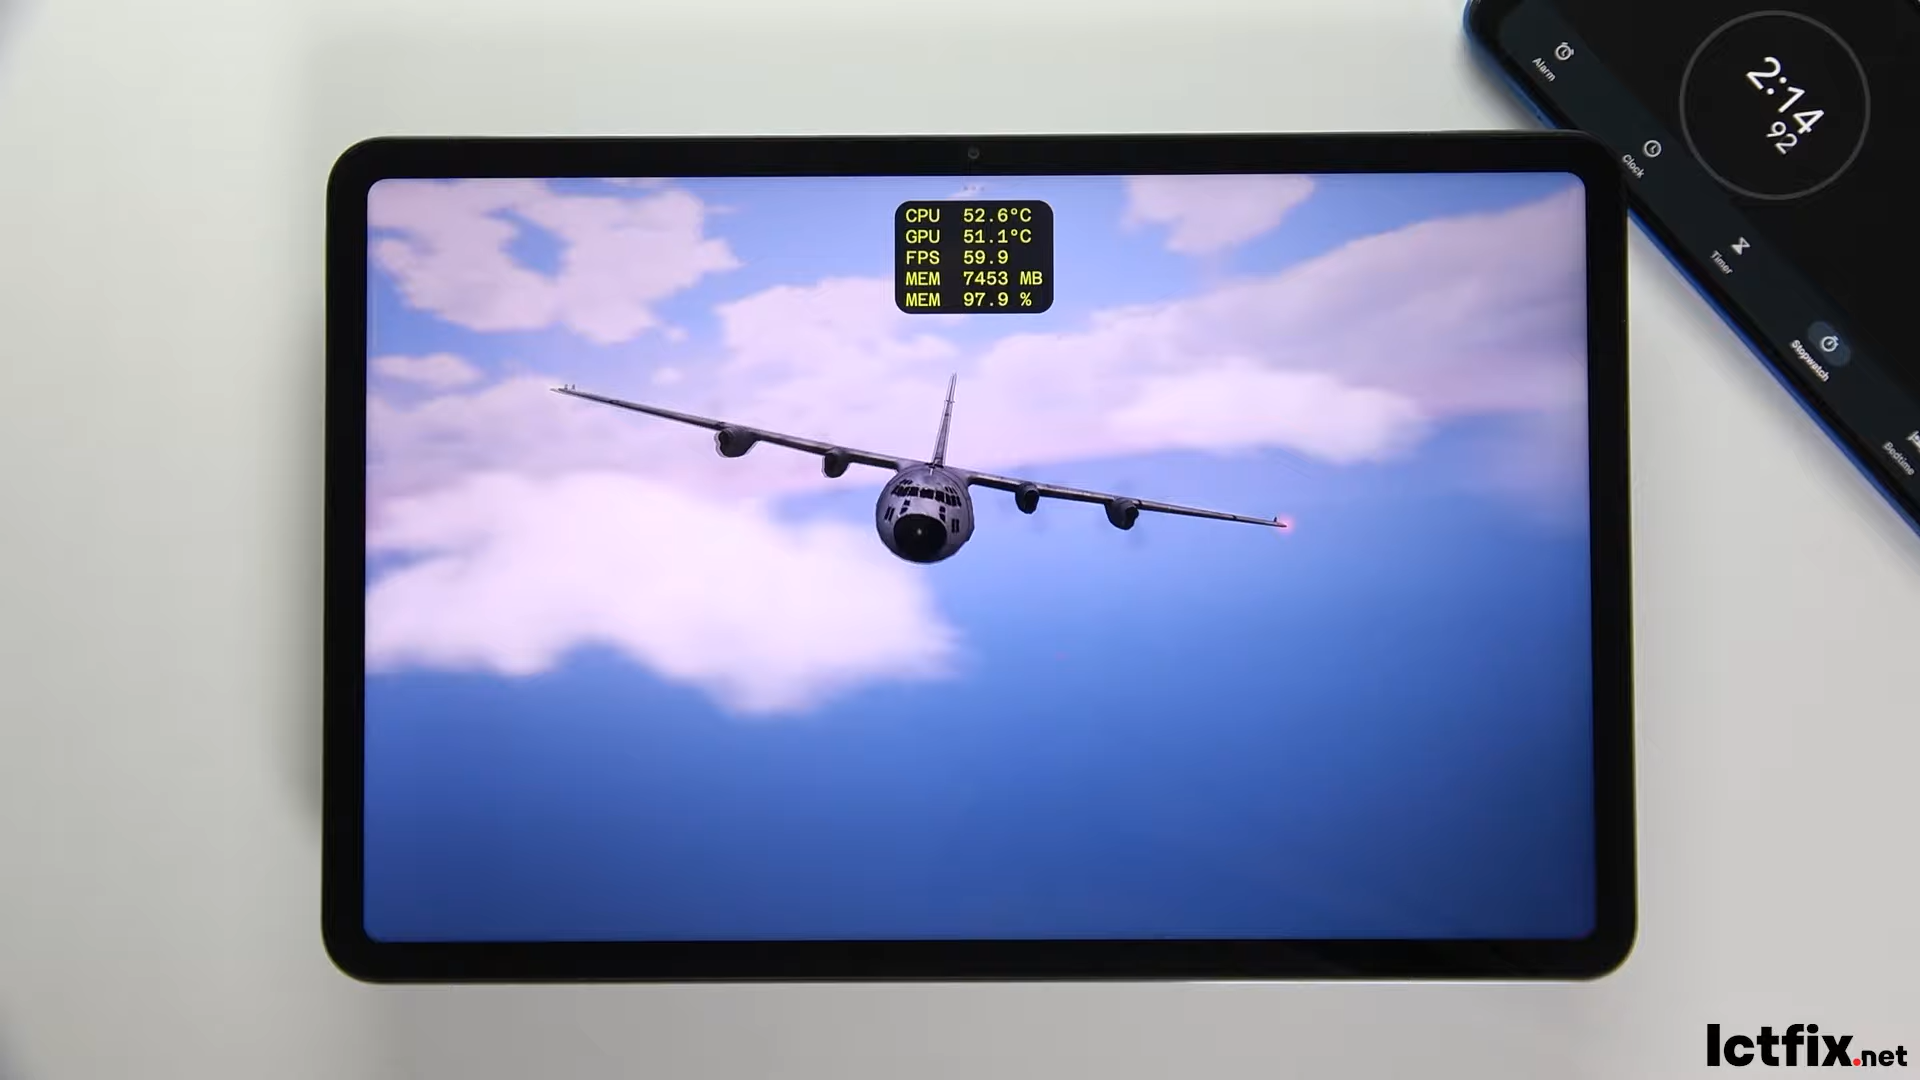 CPU 52.6°C
GPU 51.1°C
FPS 59.9
MEM 7453 MB
MEM 97.9 %
2:14
92
Alarm
Clock
Timer
Stopwatch
Bedtime
Ictfix.net